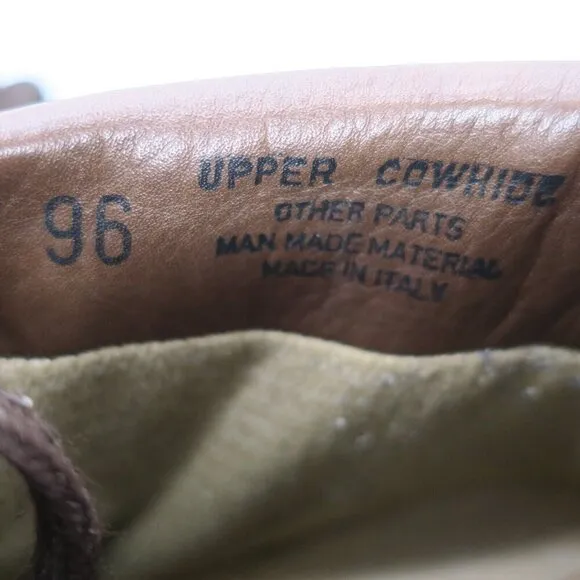 96
UPPER COWHIDE
OTHER PARTS
MAN MADE MATERIAL
MADE IN ITALY